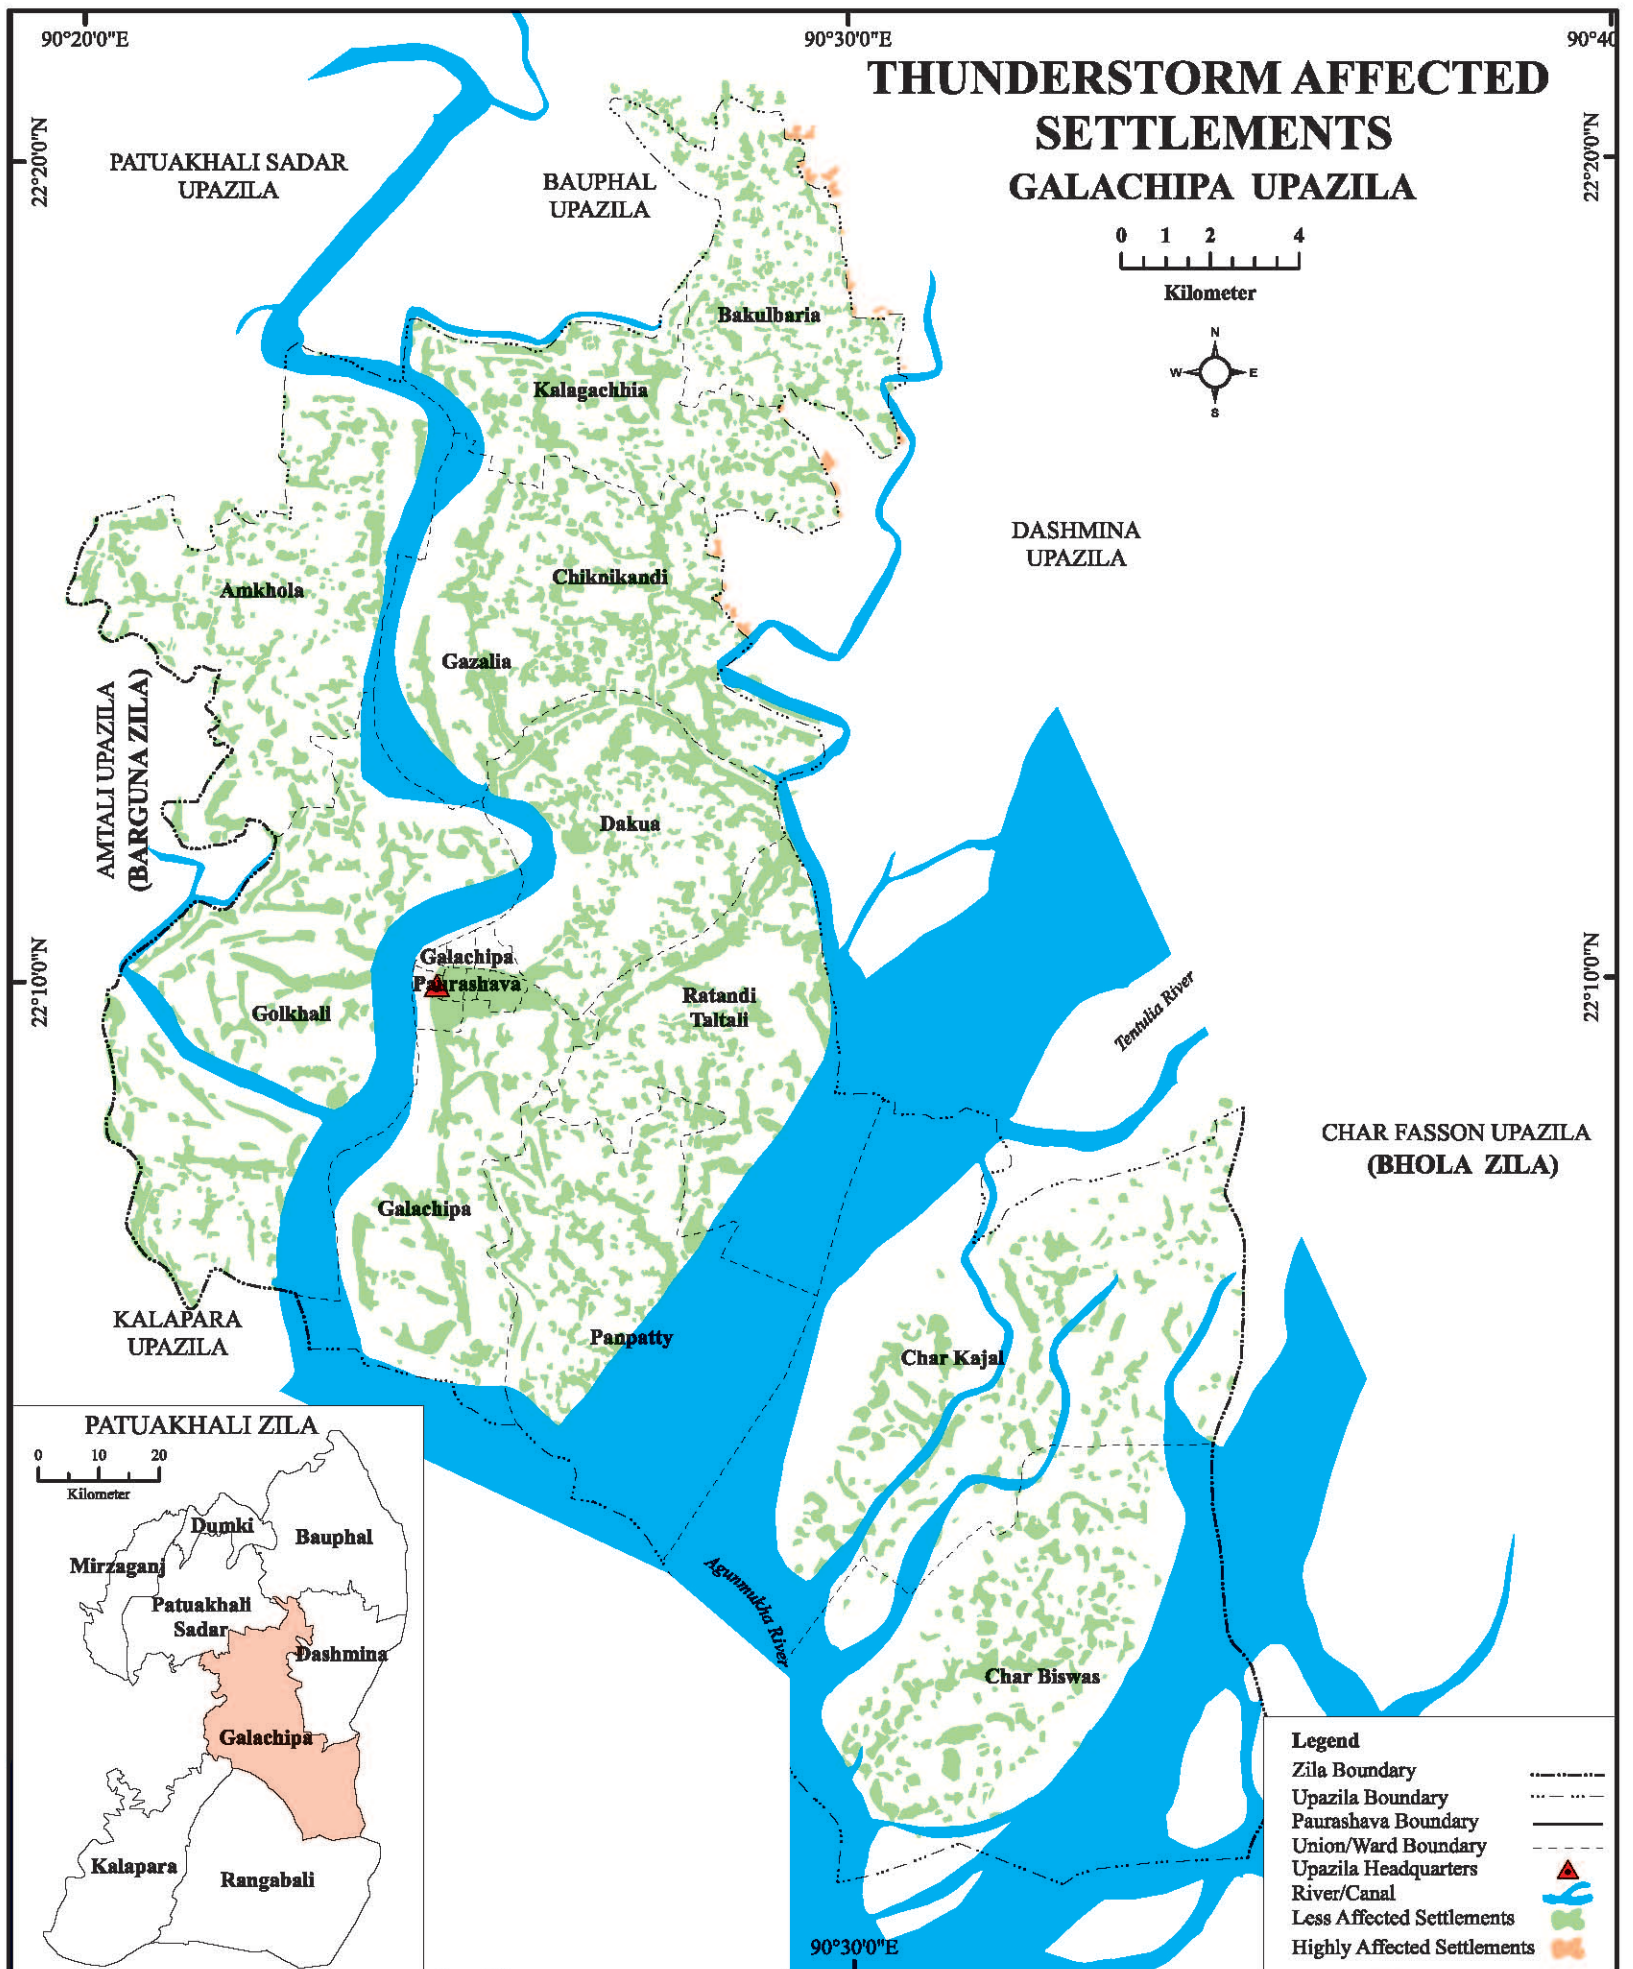 90°20'0"E
90°30'0"E
90°40
THUNDERSTORM AFFECTED
SETTLEMENTS
GALACHIPA UPAZILA
22°20'0"N
22°20'0"N
PATUAKHALI SADAR
UPAZILA
BAUPHAL
UPAZILA
0 1 2 4
Kilometer
N
W E
S
Bakulbaria
Kalagachhia
DASHMINA
UPAZILA
Chiknikandi
Amkhola
Gazalia
AMTALI UPAZILA
(BARGUNA ZILA)
Dakua
Galachipa
Paurashava
22°10'0"N
22°10'0"N
Golkhali
Ratandi
Taltali
Tentulia River
CHAR FASSON UPAZILA
(BHOLA ZILA)
Galachipa
KALAPARA
UPAZILA
Panpatty
Char Kajal
Agunmukha River
Char Biswas
PATUAKHALI ZILA
0 10 20
Kilometer
Dumki
Bauphal
Mirzaganj
Patuakhali
Sadar
Dashmina
Galachipa
Kalapara
Rangabali
90°30'0"E
Legend
Zila Boundary
Upazila Boundary
Paurashava Boundary
Union/Ward Boundary
Upazila Headquarters
River/Canal
Less Affected Settlements
Highly Affected Settlements